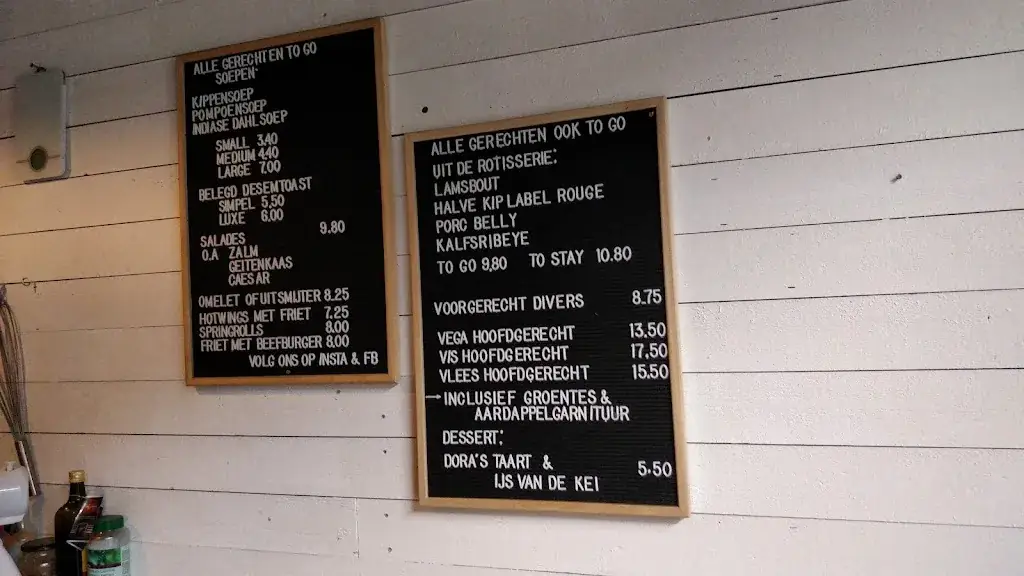 ALLE GERECHTEN TO GO
SOEPEN:
KIPPENSOEP
POMPOENSOEP
INDIASE DAHLSOEP
SMALL 3.40
MEDIUM 4.40
LARGE 7.00
BELEGD DESEMTOAST
SIMPEL 5,50
LUXE 6.00
9.80
SALADES
O.A ZALM
GEITENKAAS
CAESAR
OMELET OF UITSMIJTER 8.25
HOTWINGS MET FRIET 7.25
SPRINGROLLS 8.00
FRIET MET BEEFBURGER 8.00
VOLG ONS OP INSTA & FB
ALLE GERECHTEN OOK TO GO
UIT DE ROTISSERIE:
LAMSBOUT
HALVE KIP LABEL ROUGE
PORC BELLY
KALFSRIBEYE
TO GO 9,80 TO STAY 10.80
VOORGERECHT DIVERS 8.75
VEGA HOOFDGERECHT 13.50
VIS HOOFDGERECHT 17,50
VLEES HOOFDGERECHT 15.50
→INCLUSIEF GROENTES &
AARDAPPELGARNITUUR
DESSERT:
DORA'S TAART & 5,50
IJS VAN DE KEI